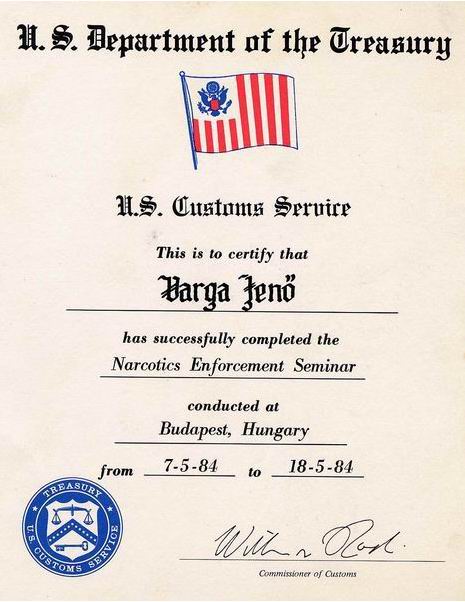 U.S. Department of the Treasury
U.S. Customs Service
This is to certify that
Varga Jenő
has successfully completed the
Narcotics Enforcement Seminar
conducted at
Budapest, Hungary
from 7-5-84 to 18-5-84
TREASURY
U.S. CUSTOMS SERVICE
Commissioner of Customs